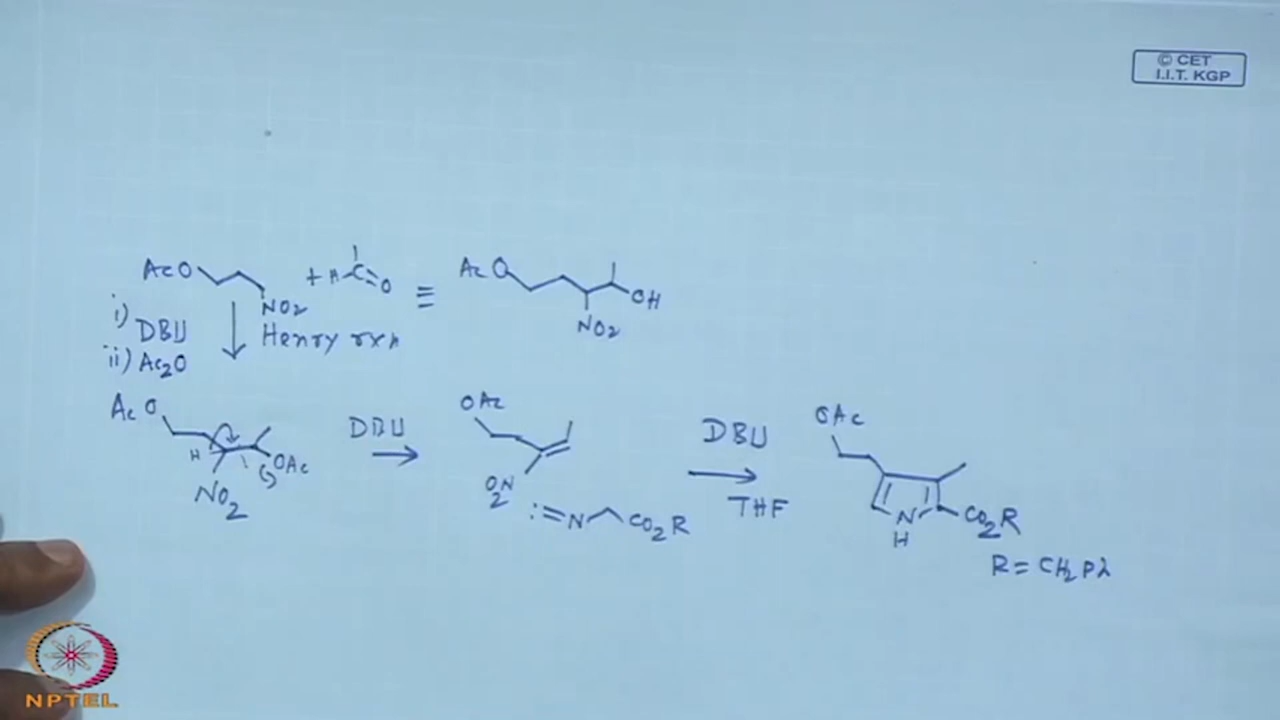 © CET
I.I.T. KGP
AcO + H C O ≡ AcO OH
NO2 NO2
i) DBU Henry rxn
ii) Ac2O
AcO H OAc NO2
DBU
OAc
O2N
: = N CO2R
DBU
THF
OAc
N
H
CO2R
R = CH2Ph
NPTEL